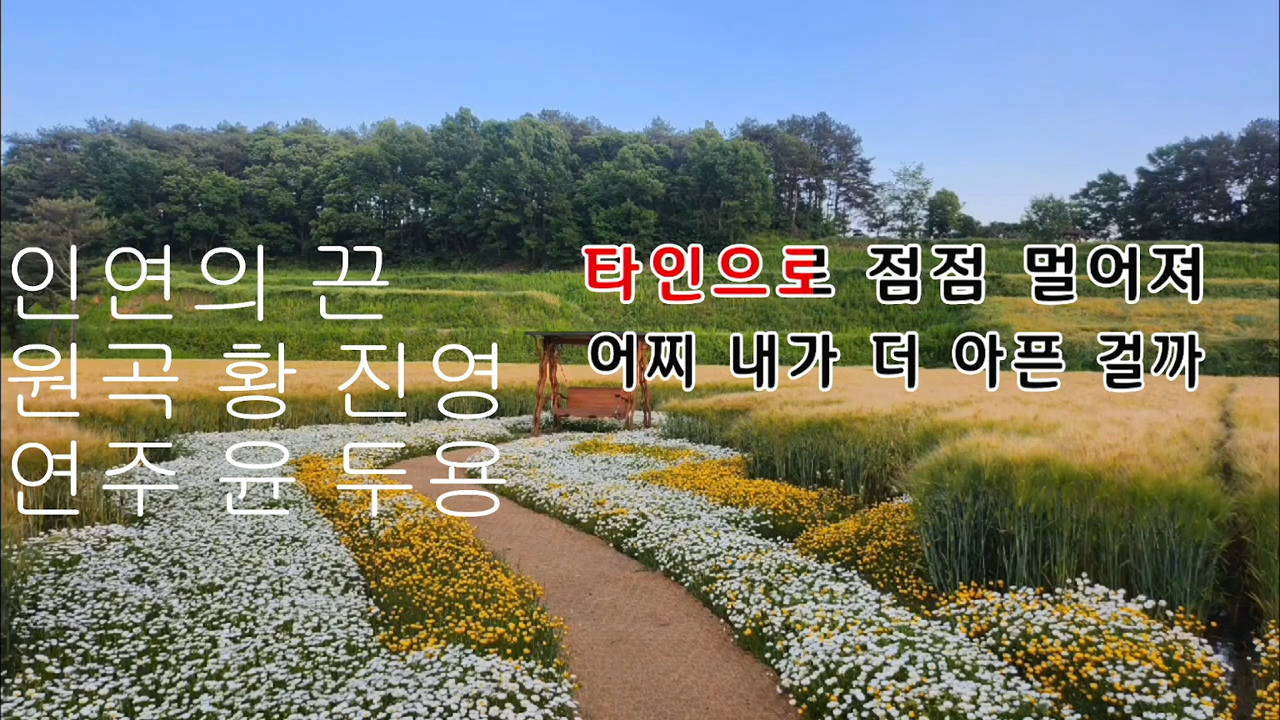 인연의 끈
원곡 황 진영
연주 윤 두용
타인으로 점점 멀어져
어찌 내가 더 아픈 걸까